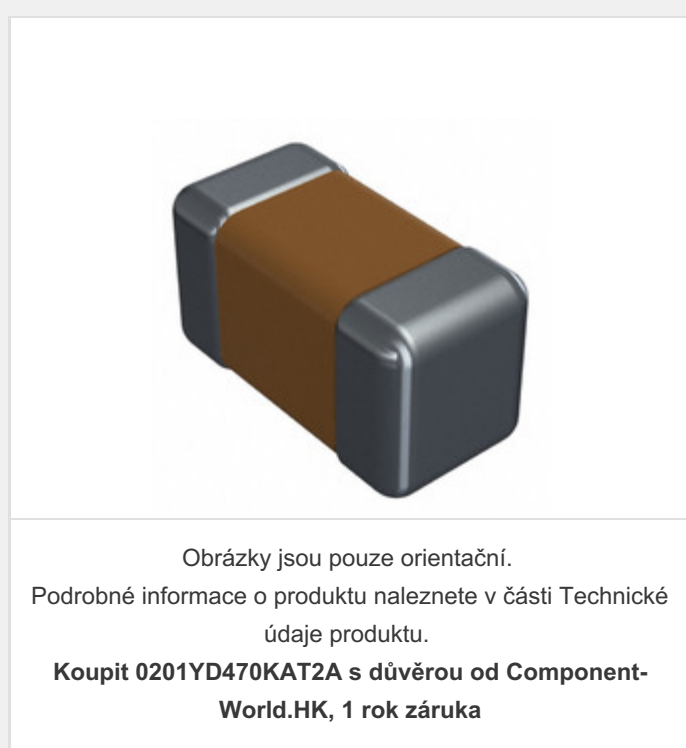 Obrázky jsou pouze orientační.
Podrobné informace o produktu naleznete v části Technické
údaje produktu.
Koupit 0201YD470KAT2A s důvěrou od Component-
World.HK, 1 rok záruka